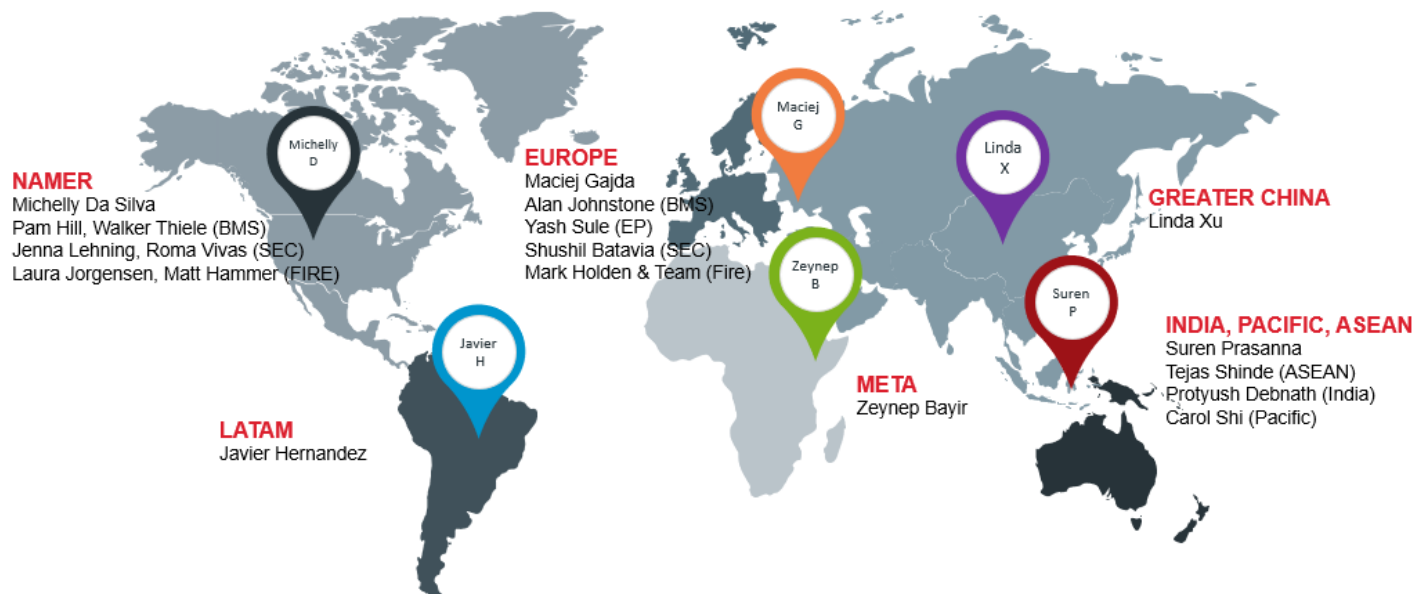 Michelly
D
NAMER
Michelly Da Silva
Pam Hill, Walker Thiele (BMS)
Jenna Lehning, Roma Vivas (SEC)
Laura Jorgensen, Matt Hammer (FIRE)
Javier
H
LATAM
Javier Hernandez
Maciej
G
EUROPE
Maciej Gajda
Alan Johnstone (BMS)
Yash Sule (EP)
Shushil Batavia (SEC)
Mark Holden & Team (Fire)
Zeynep
B
META
Zeynep Bayir
Linda
X
GREATER CHINA
Linda Xu
Suren
P
INDIA, PACIFIC, ASEAN
Suren Prasanna
Tejas Shinde (ASEAN)
Protyush Debnath (India)
Carol Shi (Pacific)